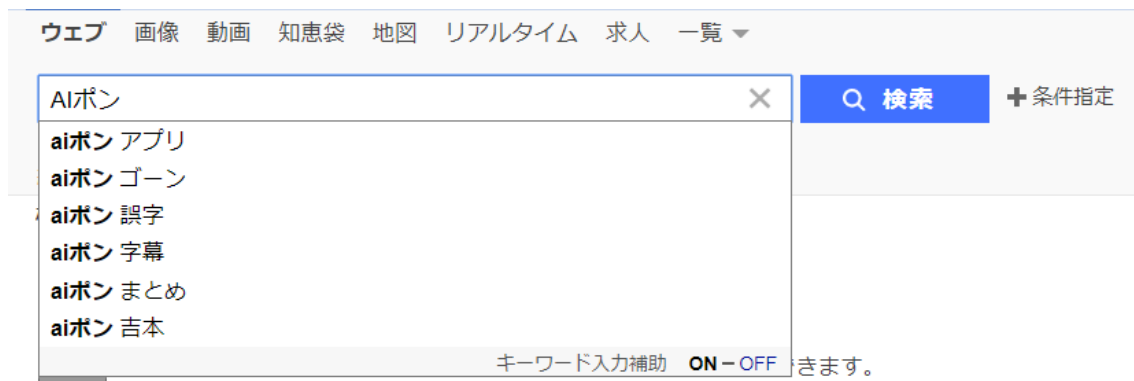 ウェブ 画像 動画 知恵袋 地図 リアルタイム 求人 一覧
AIポン 検索 条件指定
aiポン アプリ
aiポン ゴーン
aiポン 誤字
aiポン 字幕
aiポン まとめ
aiポン 吉本
キーワード入力補助 ON－OFF きます。